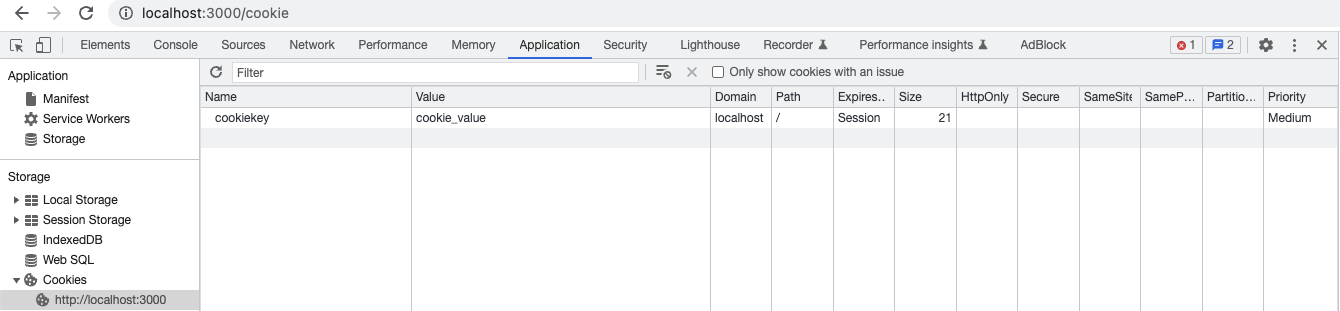 localhost:3000/cookie
Elements Console Sources Network Performance Memory Application Security Lighthouse Recorder Performance insights AdBlock 1 2
Application
Manifest
Service Workers
Storage
Storage
Local Storage
Session Storage
IndexedDB
Web SQL
Cookies
http://localhost:3000
Filter Only show cookies with an issue
Name Value Domain Path Expires... Size HttpOnly Secure SameSite SameP... Partitio... Priority
cookiekey cookie_value localhost / Session 21 Medium